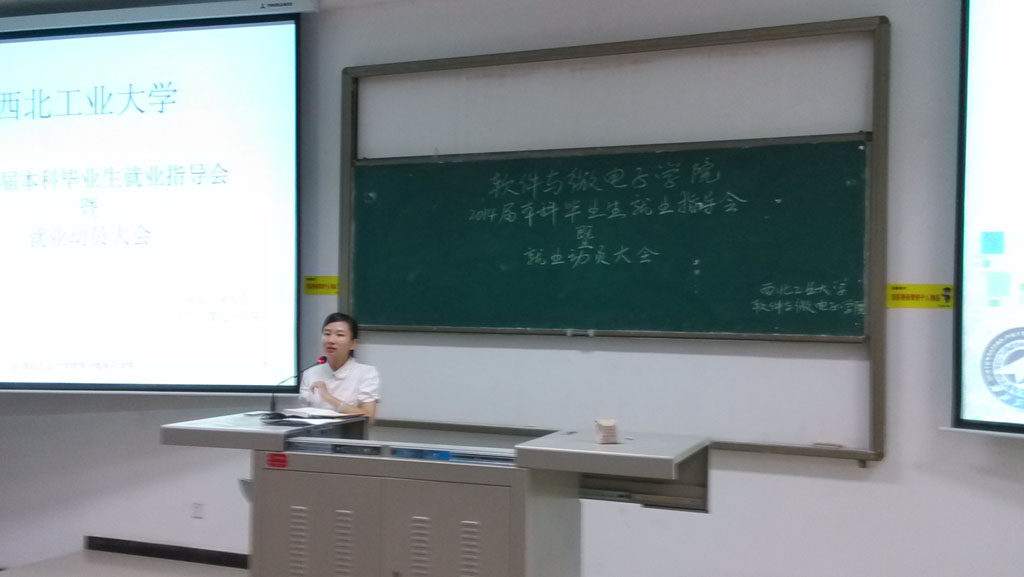 西北工业大学
届本科毕业生就业指导会
暨
就业动员大会
软件与微电子学院
2014届本科毕业生就业指导会
暨
就业动员大会
西北工业大学
软件与微电子学院